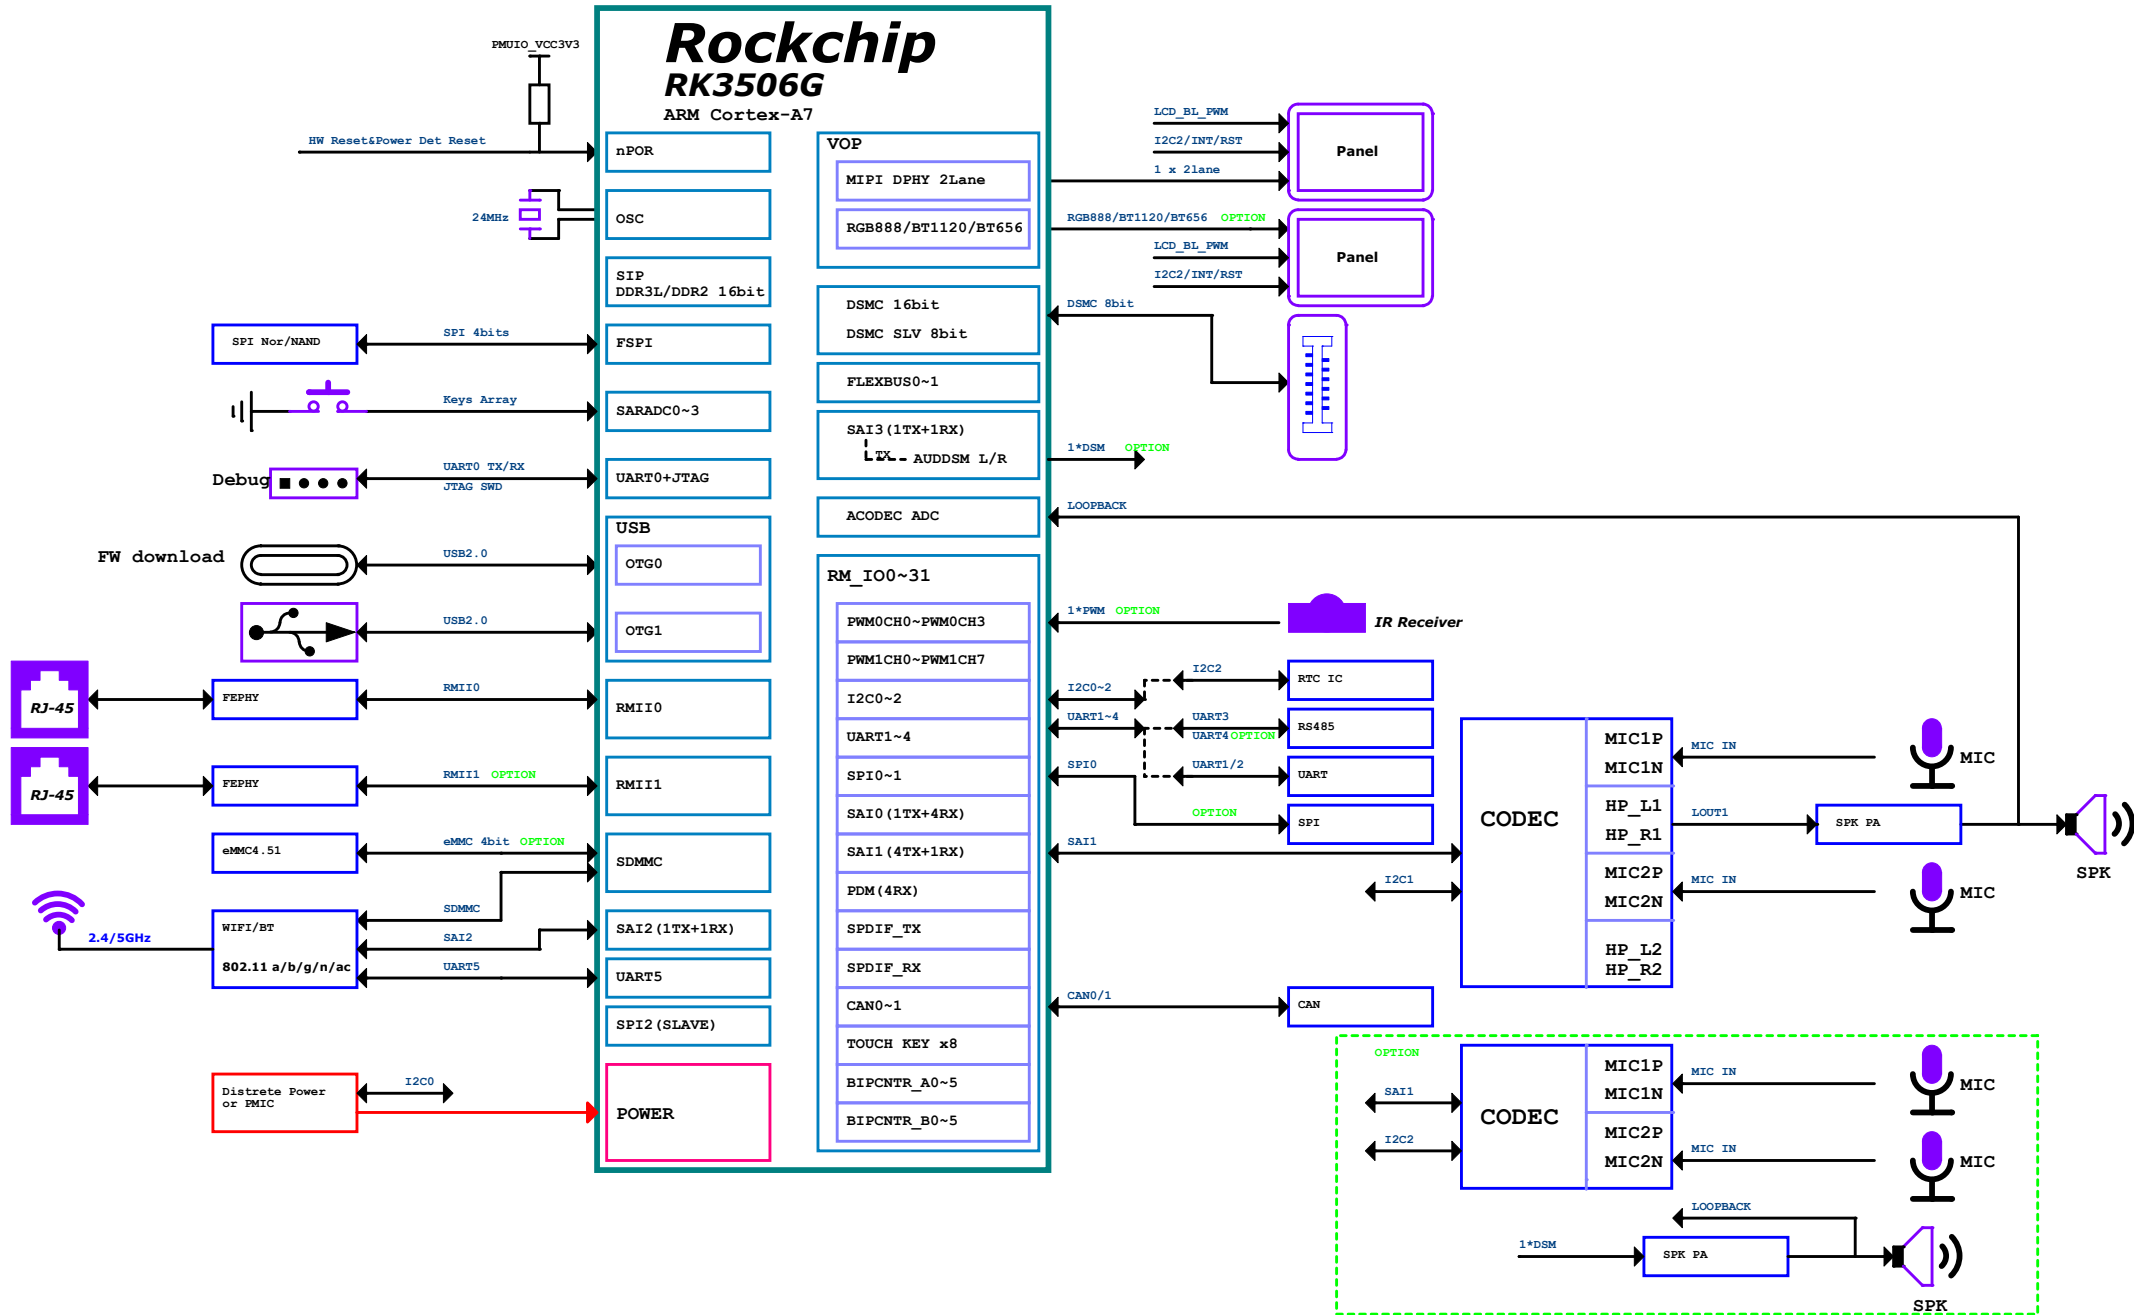 Rockchip
RK3506G
ARM Cortex-A7
PMUIO_VCC3V3
HW Reset&Power Det Reset
nPOR
24MHz
OSC
SIP
DDR3L/DDR2 16bit
SPI Nor/NAND
SPI 4bits
FSPI
Keys Array
SARADC0~3
Debug
UART0 TX/RX
JTAG SWD
UART0+JTAG
USB
FW download
USB2.0
OTG0
USB2.0
OTG1
RJ-45
FEPHY
RMII0
RMII0
RJ-45
FEPHY
RMII1 OPTION
RMII1
eMMC4.51
eMMC 4bit OPTION
SDMMC
2.4/5GHz
WIFI/BT
802.11 a/b/g/n/ac
SDMMC
SAI2
UART5
SAI2(1TX+1RX)
UART5
SPI2(SLAVE)
Distrete Power
or PMIC
I2C0
POWER
VOP
MIPI DPHY 2Lane
RGB888/BT1120/BT656
DSMC 16bit
DSMC SLV 8bit
FLEXBUS0~1
SAI3(1TX+1RX)
TX
AUDDSM L/R
ACODEC ADC
RM_IO0~31
PWM0CH0~PWM0CH3
PWM1CH0~PWM1CH7
I2C0~2
UART1~4
SPI0~1
SAI0(1TX+4RX)
SAI1(4TX+1RX)
PDM(4RX)
SPDIF_TX
SPDIF_RX
CAN0~1
TOUCH KEY x8
BIPCNTR_A0~5
BIPCNTR_B0~5
LCD_BL_PWM
I2C2/INT/RST
1 x 2lane
Panel
RGB888/BT1120/BT656 OPTION
LCD_BL_PWM
I2C2/INT/RST
Panel
DSMC 8bit
1*DSM OPTION
LOOPBACK
1*PWM OPTION
IR Receiver
I2C0~2
I2C2
RTC IC
UART1~4
UART3
UART4 OPTION
RS485
UART1/2
UART
SPI0
OPTION
SPI
SAI1
I2C1
CODEC
MIC1P
MIC1N
HP_L1
HP_R1
MIC2P
MIC2N
HP_L2
HP_R2
MIC IN
MIC
LOUT1
SPK PA
SPK
MIC IN
MIC
CAN0/1
CAN
OPTION
SAI1
I2C2
CODEC
MIC1P
MIC1N
MIC2P
MIC2N
MIC IN
MIC
MIC IN
MIC
LOOPBACK
1*DSM
SPK PA
SPK